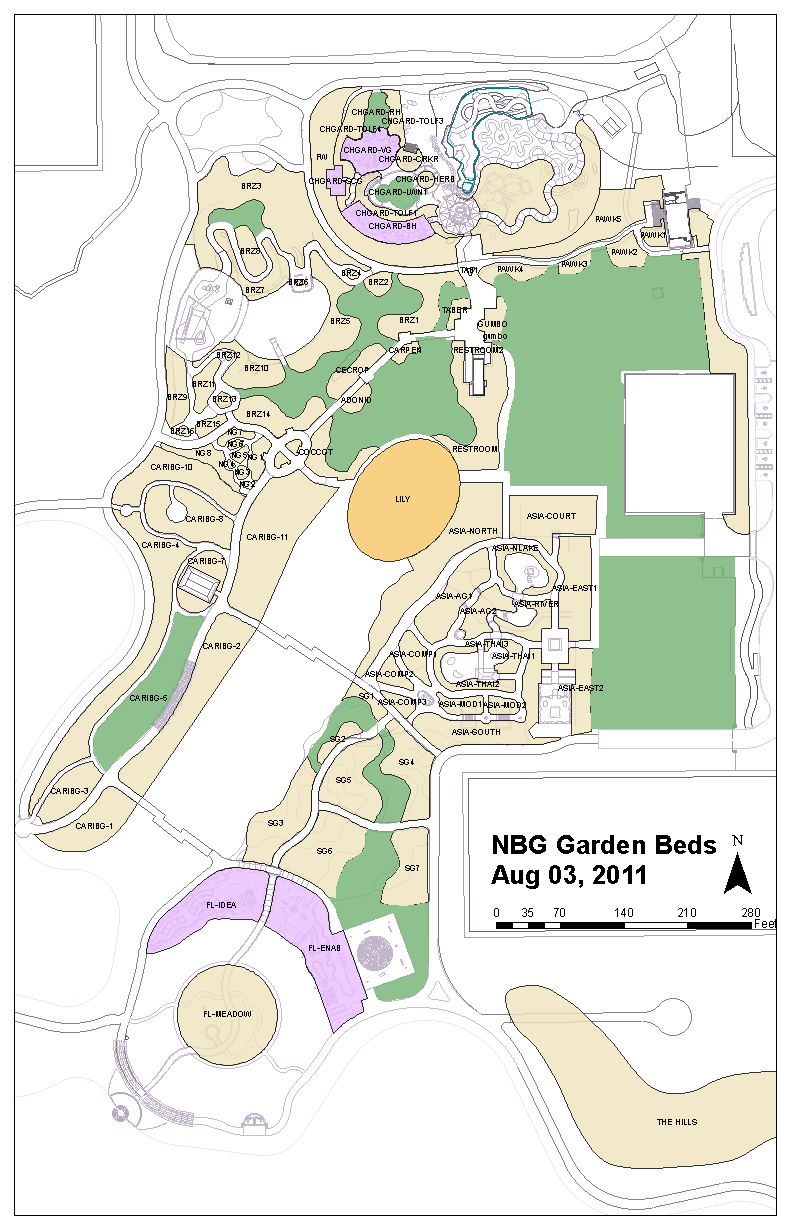 CHGARD-RH
CHGARD-TOLF3
CHGARD-TOLF4
CHGARD-VG
RW
CHGARD-CRKR
CHGARD-HERB
BRZ3
CHGARD-LWN1
CHGARD-TOLF1
CHGARD-BH
PAWK5
PAWK1
BRZ8
PAWK2
PAWK3
PAWK4
TAB1
BRZ4
BRZ2
BRZ6
BRZ7
TABER
BRZ5
BRZ1
GUMBO
gumbo
CARPEN
RESTROOM2
BRZ12
BRZ10
CECROP
BRZ11
BRZ9
BRZ13
ADONID
BRZ14
BRZ15
BRZ16
NG7
NG6
RESTROOM
COCCOT
NG8
NG5
NG1
CARIBG-10
NG4
NG3
NG2
LILY
CARIBG-8
ASIA-COURT
ASIA-NORTH
CARIBG-11
CARIBG-4
ASIA-NLAKE
CARIBG-7
ASIA-EAST1
ASIA-AG1
ASIA-RIVER
ASIA-AG2
CARIBG-2
ASIA-THAI3
ASIA-COMP1
ASIA-THAI1
ASIA-COMP2
ASIA-THAI2
ASIA-EAST2
CARIBG-5
SG1
ASIA-COMP3
ASIA-MOD1
ASIA-MOD2
ASIA-SOUTH
SG2
SG4
SG5
CARIBG-3
SG3
CARIBG-1
NBG Garden Beds
N
Aug 03, 2011
SG6
SG7
FL-IDEA
0 35 70 140 210 280
Feet
FL-ENAB
FL-MEADOW
THE HILLS